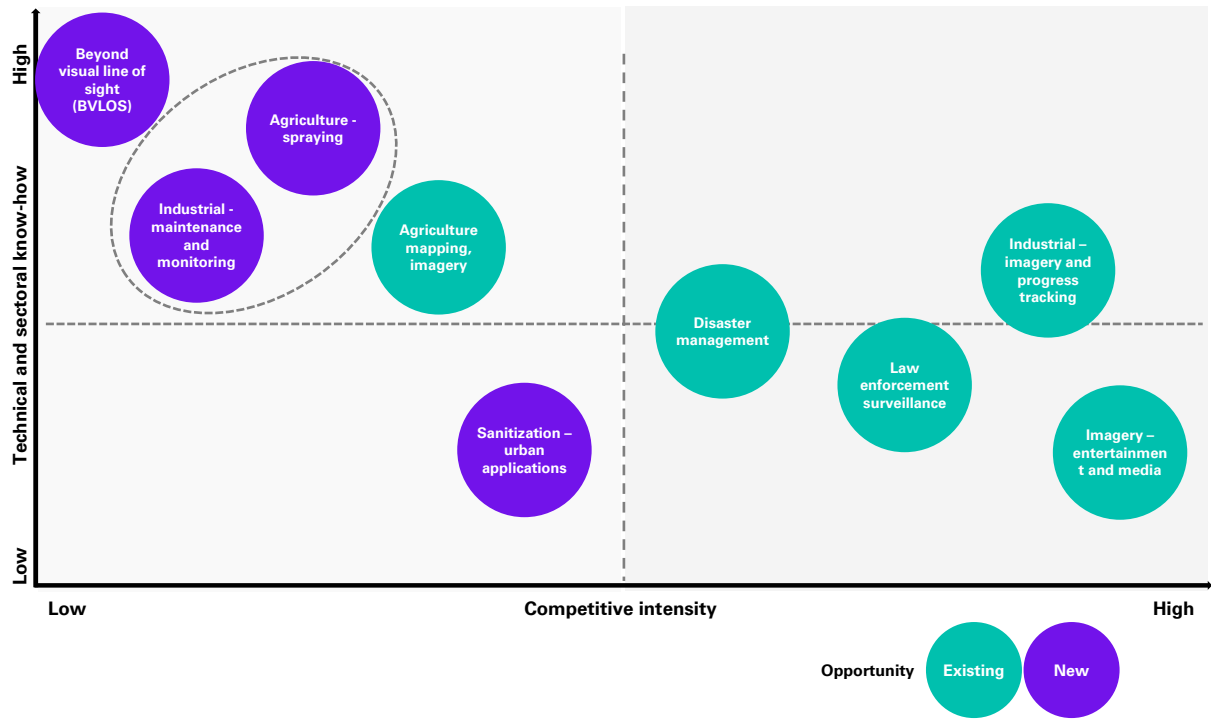 High
Technical and sectoral know-how
Low
Beyond
visual line of
sight
(BVLOS)
Agriculture -
spraying
Industrial -
maintenance
and
monitoring
Agriculture
mapping,
imagery
Sanitization –
urban
applications
Disaster
management
Law
enforcement
surveillance
Industrial –
imagery and
progress
tracking
Imagery –
entertainmen
t and media
Low
Competitive intensity
High
Opportunity
Existing
New